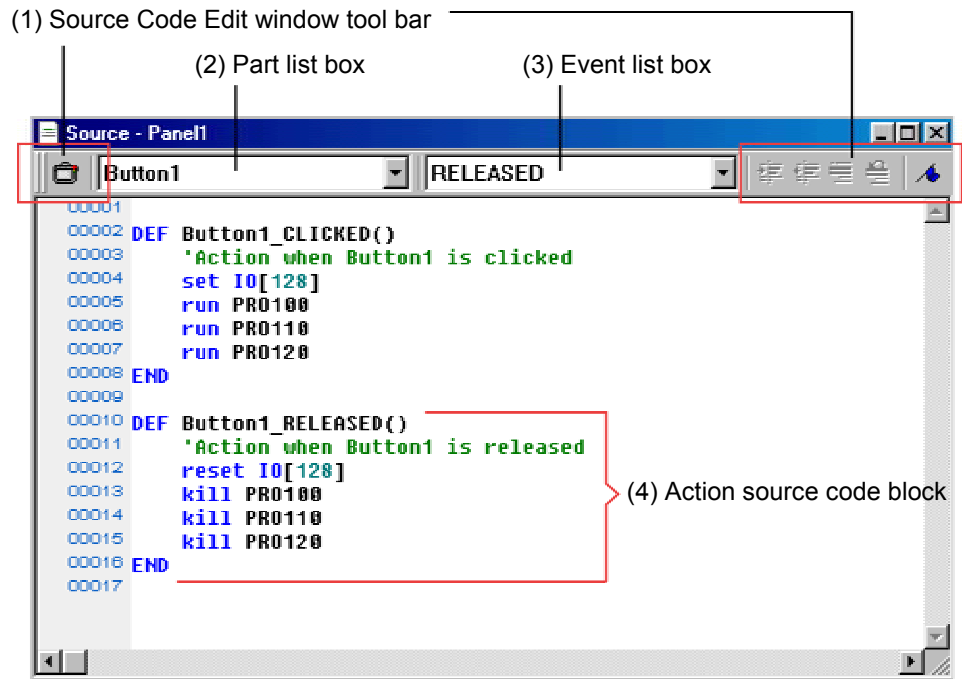 (1) Source Code Edit window tool bar
(2) Part list box
(3) Event list box
Source - Panel1
Button1
RELEASED
00001
00002 DEF Button1_CLICKED()
00003 'Action when Button1 is clicked
00004 set IO[128]
00005 run PRO100
00006 run PRO110
00007 run PRO120
00008 END
00009
00010 DEF Button1_RELEASED()
00011 'Action when Button1 is released
00012 reset IO[128]
00013 kill PRO100
00014 kill PRO110
00015 kill PRO120
00016 END
00017
(4) Action source code block